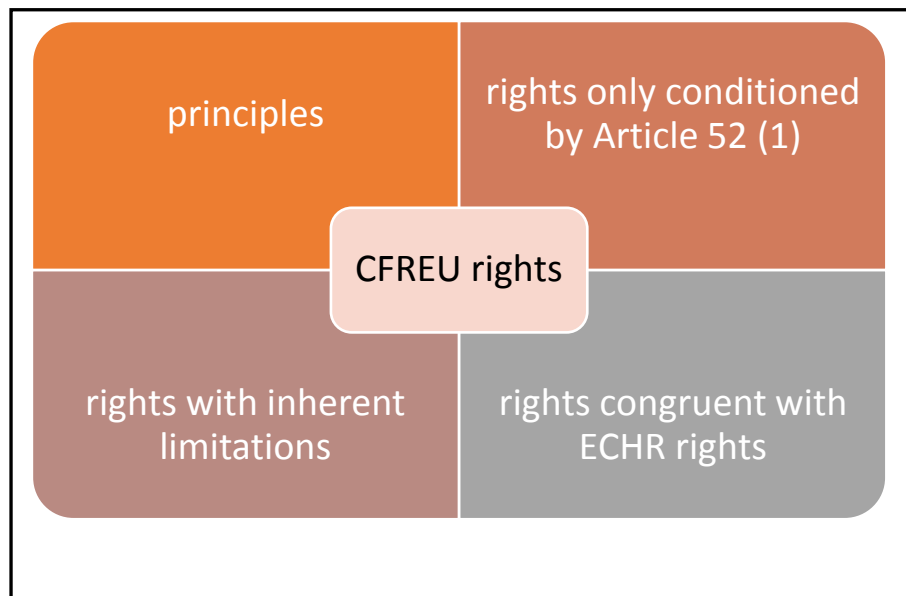 principles
rights only conditioned
by Article 52 (1)
CFREU rights
rights with inherent
limitations
rights congruent with
ECHR rights